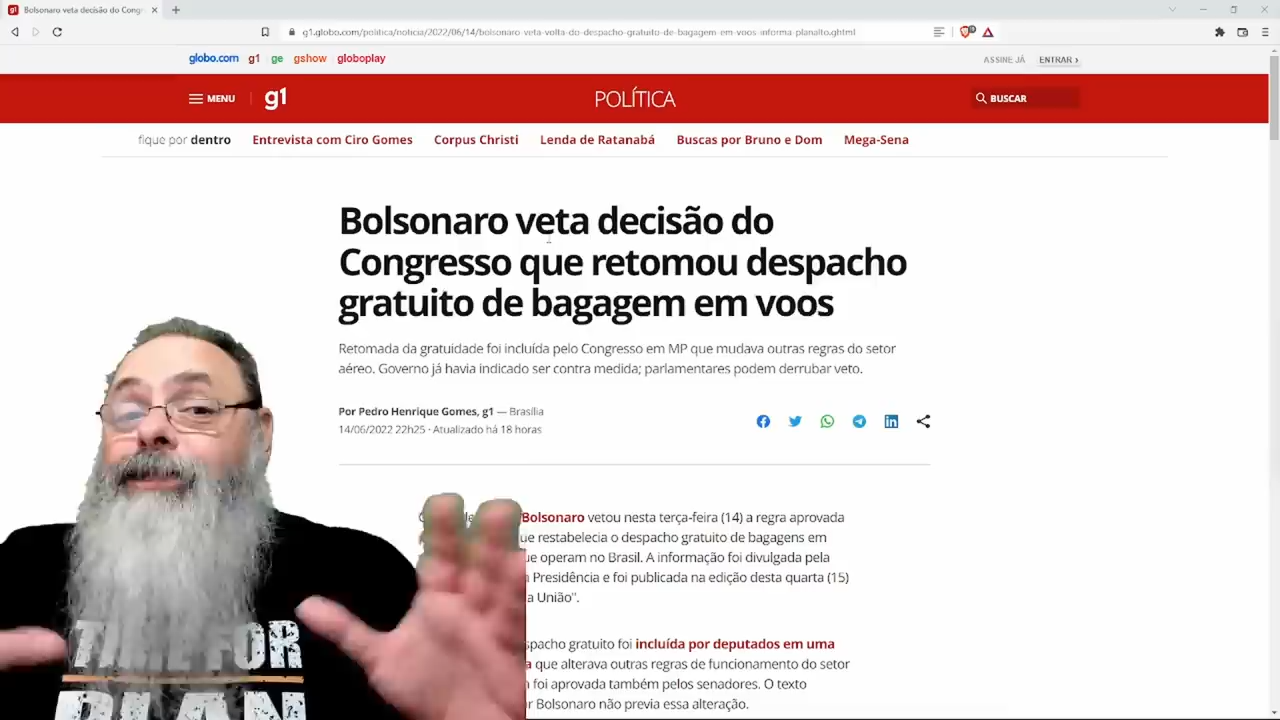 Bolsonaro veta decisão do Cong
g1.globo.com/politica/noticia/2022/06/14/bolsonaro-veta-volta-do-despacho-gratuito-de-bagagem-em-voos-informa-planalto.ghtml
globo.com g1 ge gshow globoplay ASSINE JÁ ENTRAR ›
MENU g1 POLÍTICA BUSCAR
fique por dentro Entrevista com Ciro Gomes Corpus Christi Lenda de Ratanabá Buscas por Bruno e Dom Mega-Sena
Bolsonaro veta decisão do
Congresso que retomou despacho
gratuito de bagagem em voos
Retomada da gratuidade foi incluída pelo Congresso em MP que mudava outras regras do setor
aéreo. Governo já havia indicado ser contra medida; parlamentares podem derrubar veto.
Por Pedro Henrique Gomes, g1 — Brasília
14/06/2022 22h25 · Atualizado há 18 horas
Bolsonaro vetou nesta terça-feira (14) a regra aprovada
ue restabelecia o despacho gratuito de bagagens em
ue operam no Brasil. A informação foi divulgada pela
Presidência e foi publicada na edição desta quarta (15)
a União".
spacho gratuito foi incluída por deputados em uma
a que alterava outras regras de funcionamento do setor
foi aprovada também pelos senadores. O texto
r Bolsonaro não previa essa alteração.
PLAN